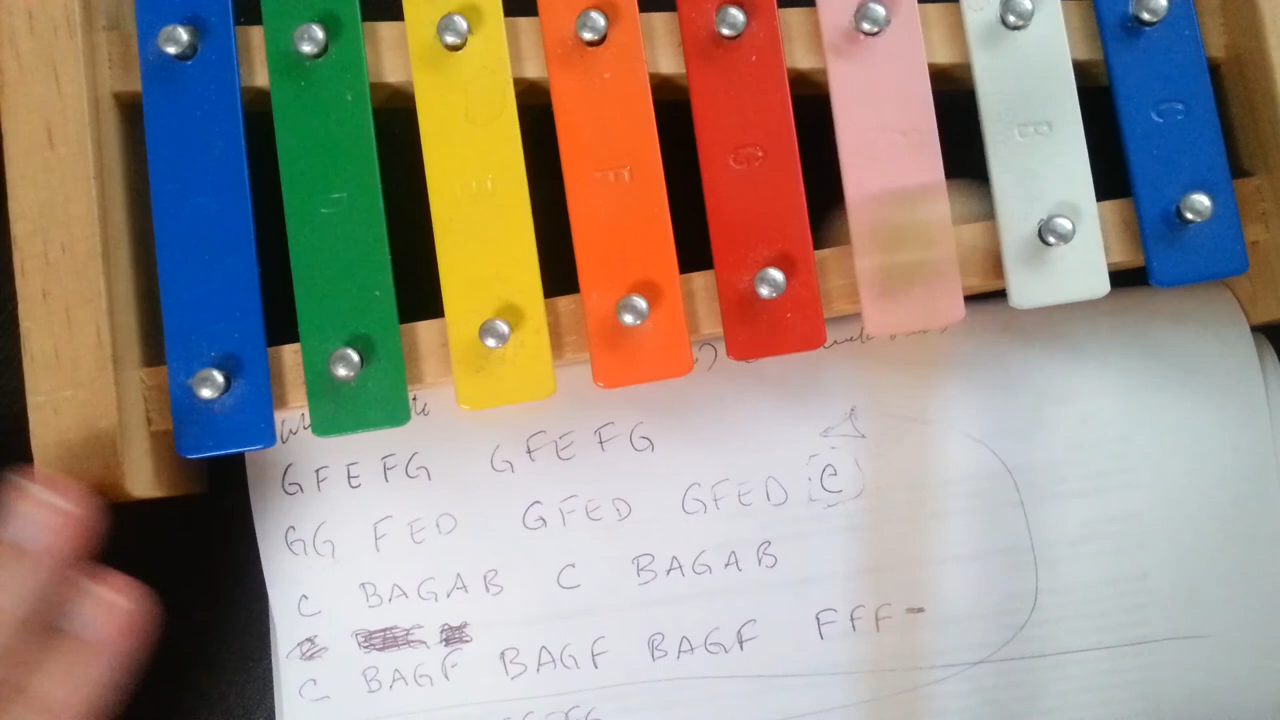 E F G B C
GFEFG GFEFG
GG FED GFED GFED e
C BAGAB C BAGAB
C BAGF BAGF BAGF FFF-